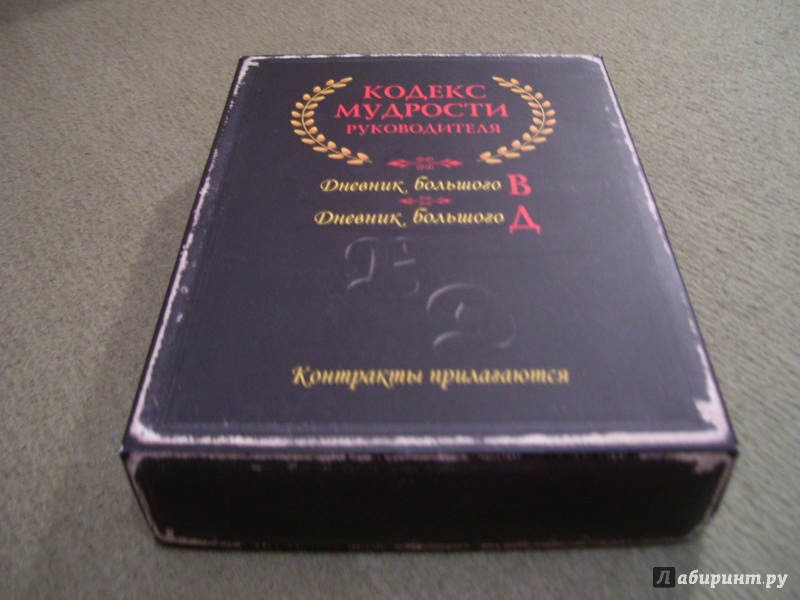 КОДЕКС
МУДРОСТИ
РУКОВОДИТЕЛЯ
Дневник большого В
Дневник большого Д
Контракты прилагаются
Лабиринт.ру